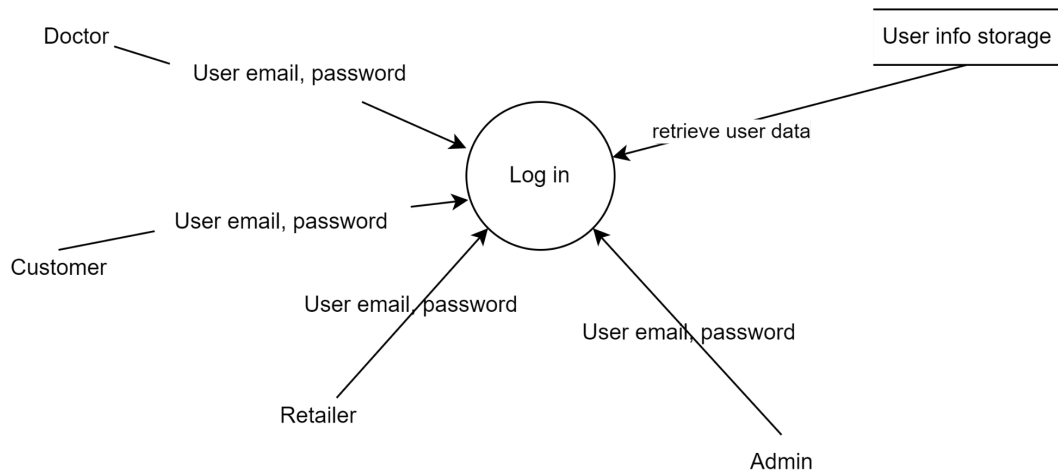 Doctor
User info storage
User email, password
retrieve user data
Log in
User email, password
Customer
User email, password
User email, password
Retailer
Admin